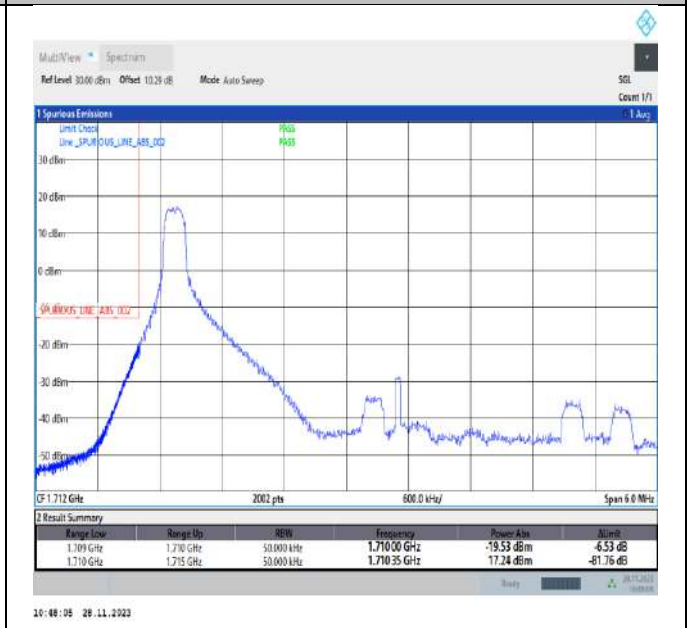 MultiView Spectrum
Ref Level 30.00 dBm Offset 10.29 dB Mode Auto Sweep SGL
Count 1/1
1 Spurious Emissions 1 Avg
Limit Check PASS
Line _SPURIOUS_LINE_ABS_002 PASS
30 dBm
20 dBm
10 dBm
0 dBm
_SPURIOUS_LINE_ABS_002
-20 dBm
-30 dBm
-40 dBm
-50 dBm
CF 1.712 GHz 2002 pts 600.0 kHz/ Span 6.0 MHz
2 Result Summary
Range Low Range Up RBW Frequency Power Abs ΔLimit
1.709 GHz 1.710 GHz 50.000 kHz 1.71000 GHz -19.53 dBm -6.53 dB
1.710 GHz 1.715 GHz 50.000 kHz 1.71035 GHz 17.24 dBm -81.76 dB
Ready 28.11.2023
10:48:05 28.11.2023